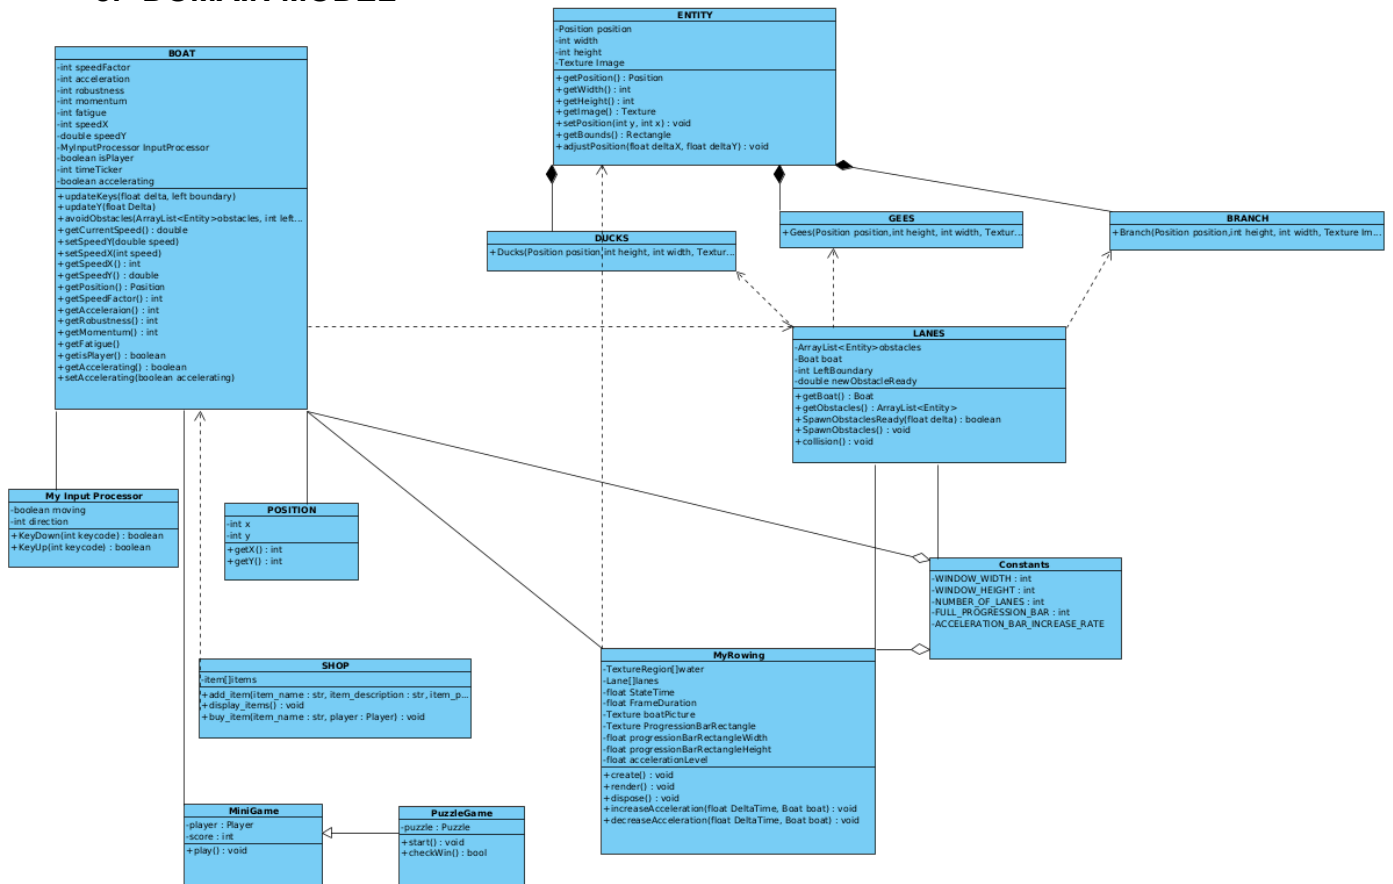 DOMAIN MODEL
ENTITY
-Position position
-int width
-int height
-Texture Image
+getPosition() : Position
+getWidth() : int
+getHeight() : int
+getImage() : Texture
+setPosition(int y, int x) : void
+getBounds() : Rectangle
+adjustPosition(float deltaX, float deltaY) : void
BOAT
-int speedFactor
-int acceleration
-int robustness
-int momentum
-int fatigue
-int speedX
-double speedY
-MyInputProcessor InputProcessor
-boolean isPlayer
-int timeTicker
-boolean accelerating
+updateKeys(float delta, left boundary)
+updateY(float Delta)
+avoidObstacles(ArrayList<Entity>obstacles, int left...
+getCurrentSpeed() : double
+setSpeedY(double speed)
+setSpeedX(int speed)
+getSpeedX() : int
+getSpeedY() : double
+getPosition() : Position
+getSpeedFactor() : int
+getAcceleraion() : int
+getRobustness() : int
+getMomentum() : int
+getFatigue()
+getisPlayer() : boolean
+getAccelerating() : boolean
+setAccelerating(boolean accelerating)
DUCKS
+Ducks(Position position,int height, int width, Textur...
GEES
+Gees(Position position,int height, int width, Textur...
BRANCH
+Branch(Position position,int height, int width, Texture Im...
LANES
-ArrayList<Entity>obstacles
-Boat boat
-int LeftBoundary
-double newObstacleReady
+getBoat() : Boat
+getObstacles() : ArrayList<Entity>
+SpawnObstaclesReady(float delta) : boolean
+SpawnObstacles() : void
+collision() : void
My Input Processor
-boolean moving
-int direction
+KeyDown(int keycode) : boolean
+KeyUp(int keycode) : boolean
POSITION
-int x
-int y
+getX() : int
+getY() : int
Constants
-WINDOW_WIDTH : int
-WINDOW_HEIGHT : int
-NUMBER_OF_LANES : int
-FULL_PROGRESSION_BAR : int
-ACCELERATION_BAR_INCREASE_RATE
SHOP
-item[]items
+add_item(item_name : str, item_description : str, item_p...
+display_items() : void
+buy_item(item_name : str, player : Player) : void
MyRowing
-TextureRegion[]water
-Lane[]lanes
-float StateTime
-float FrameDuration
-Texture boatPicture
-Texture ProgressionBarRectangle
-float progressionBarRectangleWidth
-float progressionBarRectangleHeight
-float accelerationLevel
+create() : void
+render() : void
+dispose() : void
+increaseAcceleration(float DeltaTime, Boat boat) : void
+decreaseAcceleration(float DeltaTime, Boat boat) : void
MiniGame
-player : Player
-score : int
+play() : void
PuzzleGame
-puzzle : Puzzle
+start() : void
+checkWin() : bool